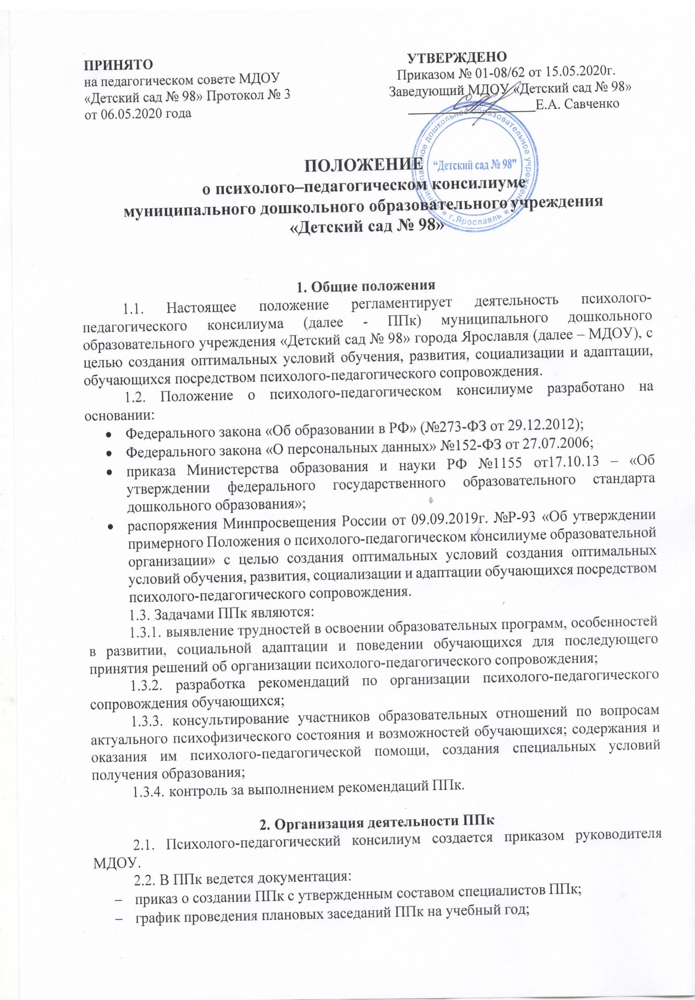 ПРИНЯТО
на педагогическом совете МДОУ
«Детский сад № 98» Протокол № 3
от 06.05.2020 года
УТВЕРЖДЕНО
Приказом № 01-08/62 от 15.05.2020г.
Заведующий МДОУ «Детский сад № 98»
Е.А. Савченко
дошкольное образовательное учреждение
“Детский сад № 98”
* г.Ярославль *
ПОЛОЖЕНИЕ
о психолого–педагогическом консилиуме
муниципального дошкольного образовательного учреждения
«Детский сад № 98»
1. Общие положения
1.1. Настоящее положение регламентирует деятельность психолого-
педагогического консилиума (далее - ППк) муниципального дошкольного
образовательного учреждения «Детский сад № 98» города Ярославля (далее – МДОУ), с
целью создания оптимальных условий обучения, развития, социализации и адаптации,
обучающихся посредством психолого-педагогического сопровождения.
1.2. Положение о психолого-педагогическом консилиуме разработано на
основании:
• Федерального закона «Об образовании в РФ» (№273-ФЗ от 29.12.2012);
• Федерального закона «О персональных данных» №152-ФЗ от 27.07.2006;
• приказа Министерства образования и науки РФ №1155 от17.10.13 – «Об
утверждении федерального государственного образовательного стандарта
дошкольного образования»;
• распоряжения Минпросвещения России от 09.09.2019г. №Р-93 «Об утверждении
примерного Положения о психолого-педагогическом консилиуме образовательной
организации» с целью создания оптимальных условий создания оптимальных
условий обучения, развития, социализации и адаптации обучающихся посредством
психолого-педагогического сопровождения.
1.3. Задачами ППк являются:
1.3.1. выявление трудностей в освоении образовательных программ, особенностей
в развитии, социальной адаптации и поведении обучающихся для последующего
принятия решений об организации психолого-педагогического сопровождения;
1.3.2. разработка рекомендаций по организации психолого-педагогического
сопровождения обучающихся;
1.3.3. консультирование участников образовательных отношений по вопросам
актуального психофизического состояния и возможностей обучающихся; содержания и
оказания им психолого-педагогической помощи, создания специальных условий
получения образования;
1.3.4. контроль за выполнением рекомендаций ППк.
2. Организация деятельности ППк
2.1. Психолого-педагогический консилиум создается приказом руководителя
МДОУ.
2.2. В ППк ведется документация:
– приказ о создании ППк с утвержденным составом специалистов ППк;
– график проведения плановых заседаний ППк на учебный год;